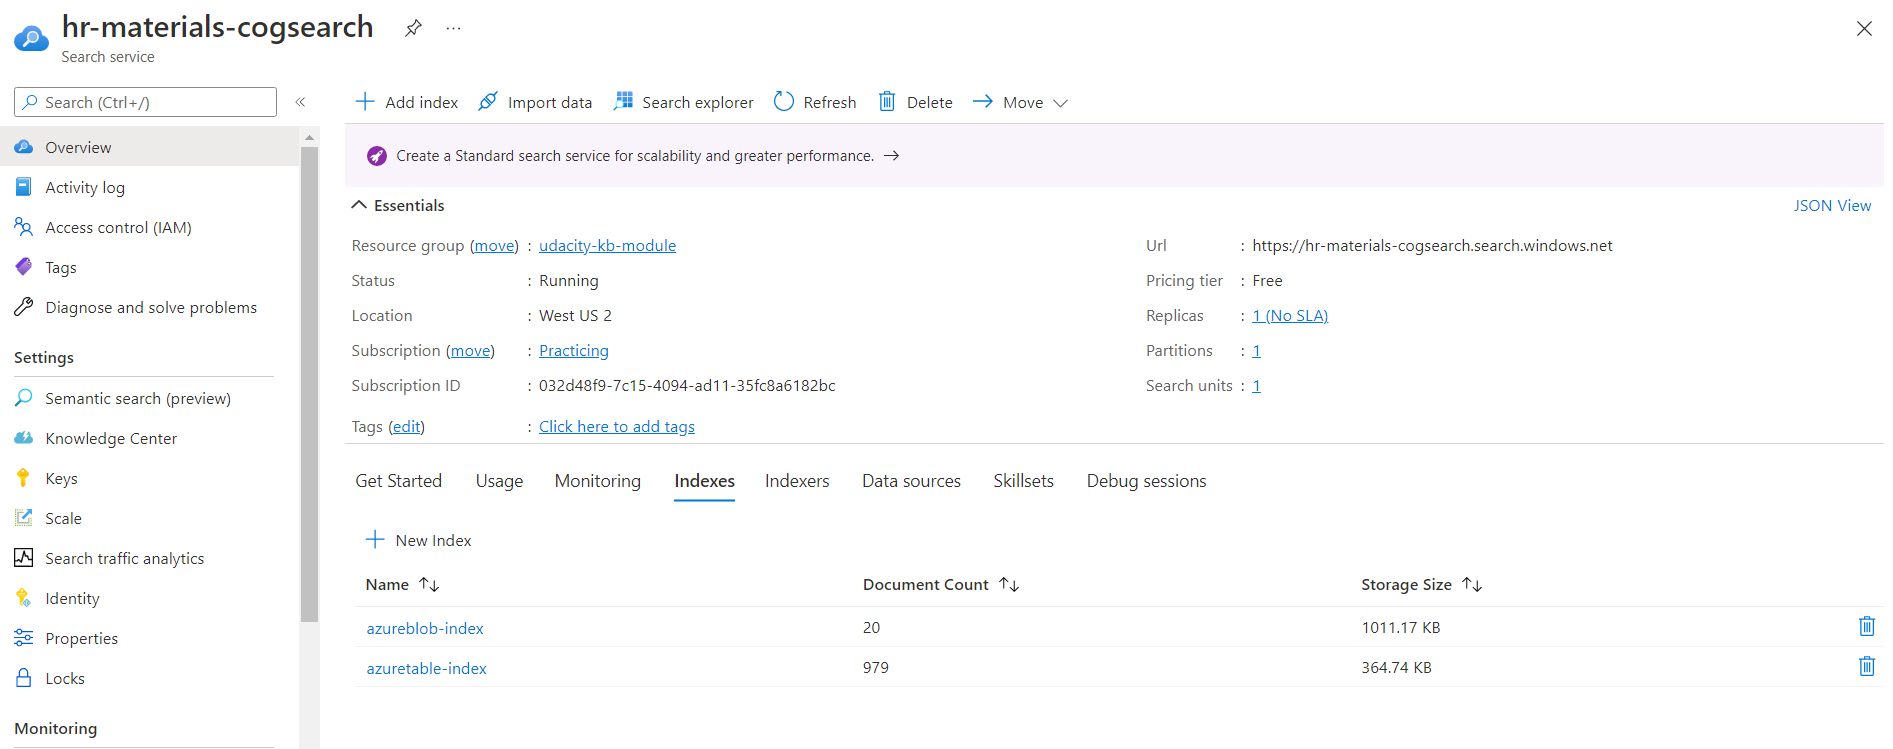 hr-materials-cogsearch
...
Search service
Search (Ctrl+/)
«
Overview
Activity log
Access control (IAM)
Tags
Diagnose and solve problems
Settings
Semantic search (preview)
Knowledge Center
Keys
Scale
Search traffic analytics
Identity
Properties
Locks
Monitoring
Add index Import data Search explorer Refresh Delete Move
Create a Standard search service for scalability and greater performance. →
Essentials
JSON View
Resource group (move) : udacity-kb-module
Status : Running
Location : West US 2
Subscription (move) : Practicing
Subscription ID : 032d48f9-7c15-4094-ad11-35fc8a6182bc
Tags (edit) : Click here to add tags
Url : https://hr-materials-cogsearch.search.windows.net
Pricing tier : Free
Replicas : 1 (No SLA)
Partitions : 1
Search units : 1
Get Started Usage Monitoring Indexes Indexers Data sources Skillsets Debug sessions
New Index
Name ↑↓ Document Count ↑↓ Storage Size ↑↓
azureblob-index 20 1011.17 KB
azuretable-index 979 364.74 KB